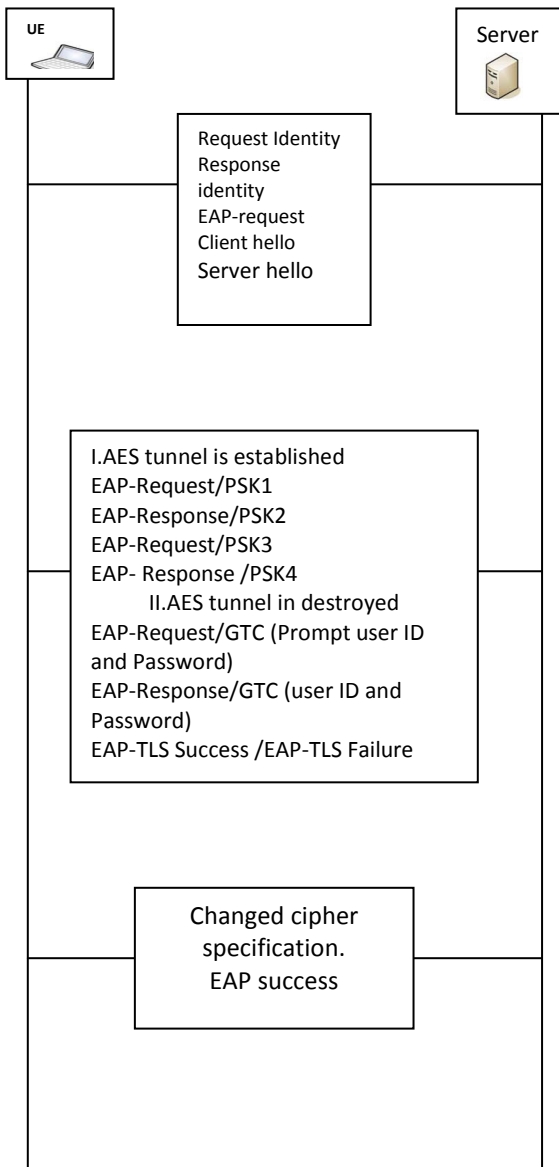 UE
Server
Request Identity
Response
identity
EAP-request
Client hello
Server hello
I.AES tunnel is established
EAP-Request/PSK1
EAP-Response/PSK2
EAP-Request/PSK3
EAP- Response /PSK4
II.AES tunnel in destroyed
EAP-Request/GTC (Prompt user ID
and Password)
EAP-Response/GTC (user ID and
Password)
EAP-TLS Success /EAP-TLS Failure
Changed cipher
specification.
EAP success